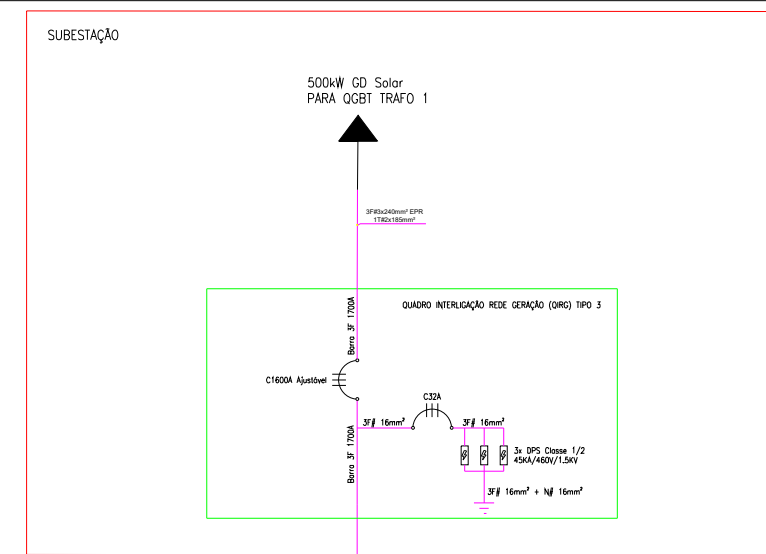 SUBESTAÇÃO
500kW GD Solar
PARA QGBT TRAFO 1
3F#3x240mm² EPR
1T#2x185mm²
QUADRO INTERLIGAÇÃO REDE GERAÇÃO (QIRG) TIPO 3
Barra 3F 1700A
C1600A Ajustável
C32A
3F# 16mm²
3F# 16mm²
Barra 3F 1700A
3x DPS Classe 1/2
45KA/460V/1.5KV
3F# 16mm² + N# 16mm²